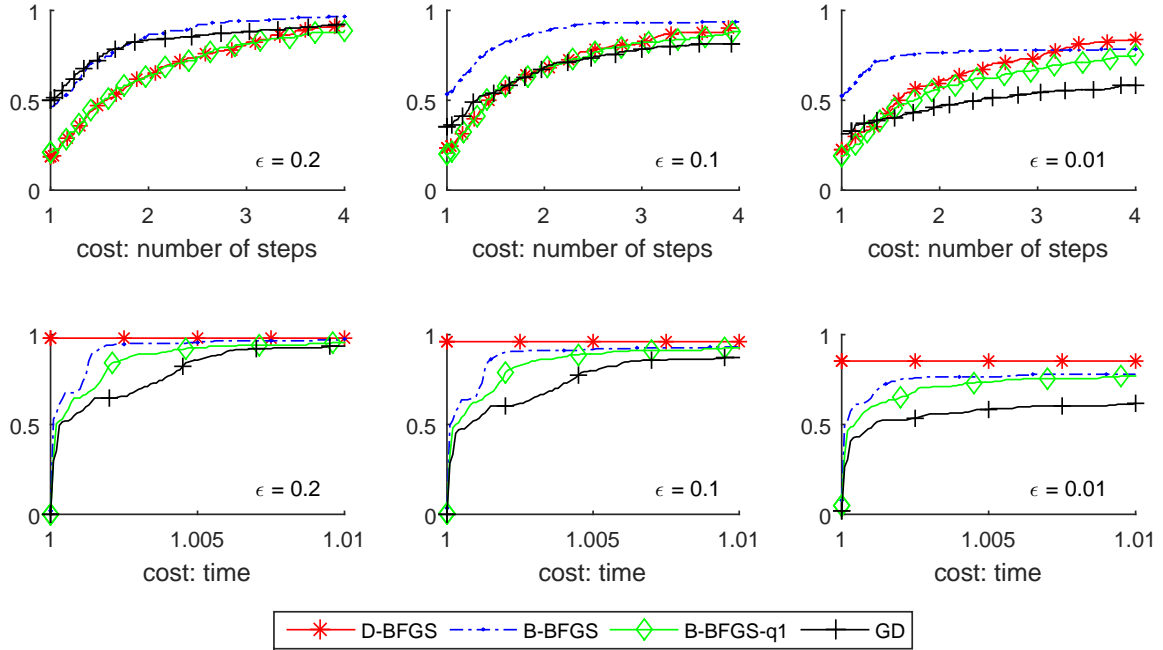 1
0.5
0
ϵ = 0.2
1 2 3 4
cost: number of steps
1
0.5
0
ϵ = 0.1
1 2 3 4
cost: number of steps
1
0.5
0
ϵ = 0.01
1 2 3 4
cost: number of steps
1
0.5
0
ϵ = 0.2
1 1.005 1.01
cost: time
1
0.5
0
ϵ = 0.1
1 1.005 1.01
cost: time
1
0.5
0
ϵ = 0.01
1 1.005 1.01
cost: time
D-BFGS B-BFGS B-BFGS-q1 GD